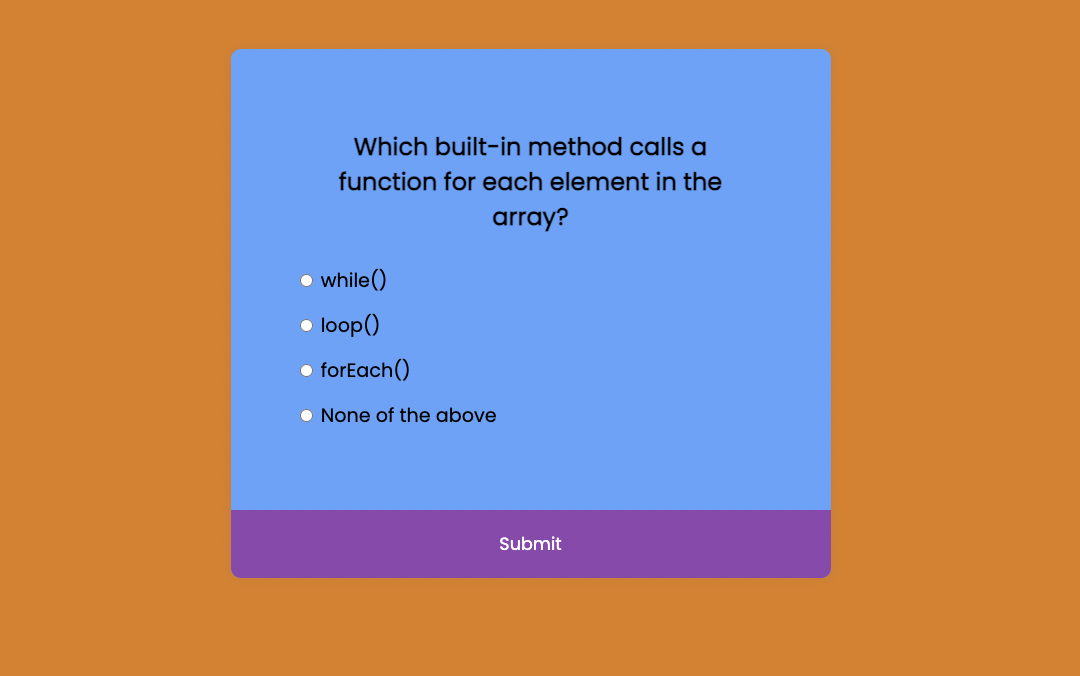 Which built-in method calls a
function for each element in the
array?
while()
loop()
forEach()
None of the above
Submit